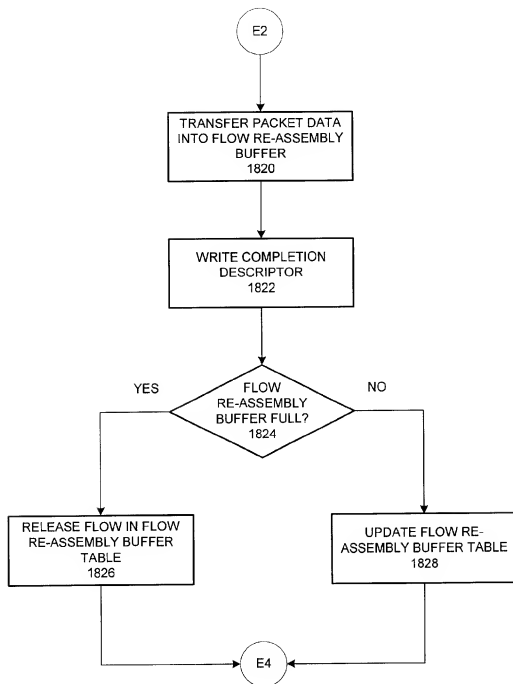 E2
TRANSFER PACKET DATA
INTO FLOW RE-ASSEMBLY
BUFFER
1820
WRITE COMPLETION
DESCRIPTOR
1822
YES
FLOW
RE-ASSEMBLY
BUFFER FULL?
1824
NO
RELEASE FLOW IN FLOW
RE-ASSEMBLY BUFFER
TABLE
1826
UPDATE FLOW RE-
ASSEMBLY BUFFER TABLE
1828
E4